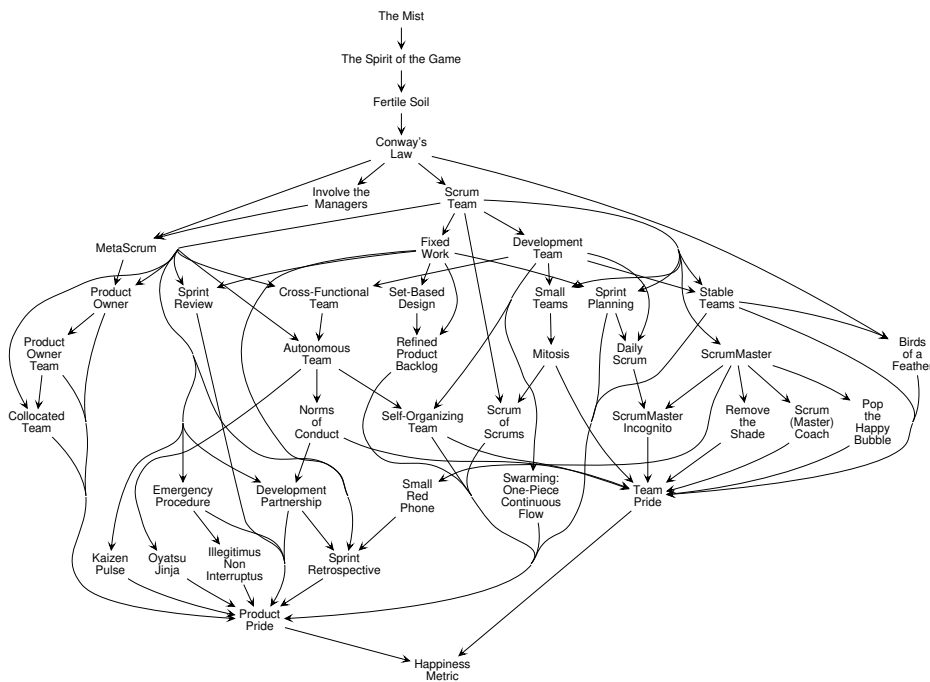 The Mist
The Spirit of the Game
Fertile Soil
Conway's
Law
Involve the
Managers
Scrum
Team
MetaScrum
Fixed
Work
Development
Team
Product
Owner
Sprint
Review
Cross-Functional
Team
Set-Based
Design
Small
Teams
Sprint
Planning
Stable
Teams
Product
Owner
Team
Autonomous
Team
Refined
Product
Backlog
Mitosis
Daily
Scrum
ScrumMaster
Birds
of a
Feather
Collocated
Team
Norms
of Conduct
Self-Organizing
Team
Scrum
of
Scrums
ScrumMaster
Incognito
Remove
the
Shade
Scrum
(Master)
Coach
Pop
the
Happy
Bubble
Emergency
Procedure
Development
Partnership
Small
Red
Phone
Swarming:
One-Piece
Continuous
Flow
Team
Pride
Kaizen
Pulse
Oyatsu
Jinja
Illegitimus
Non
Interruptus
Sprint
Retrospective
Product
Pride
Happiness
Metric